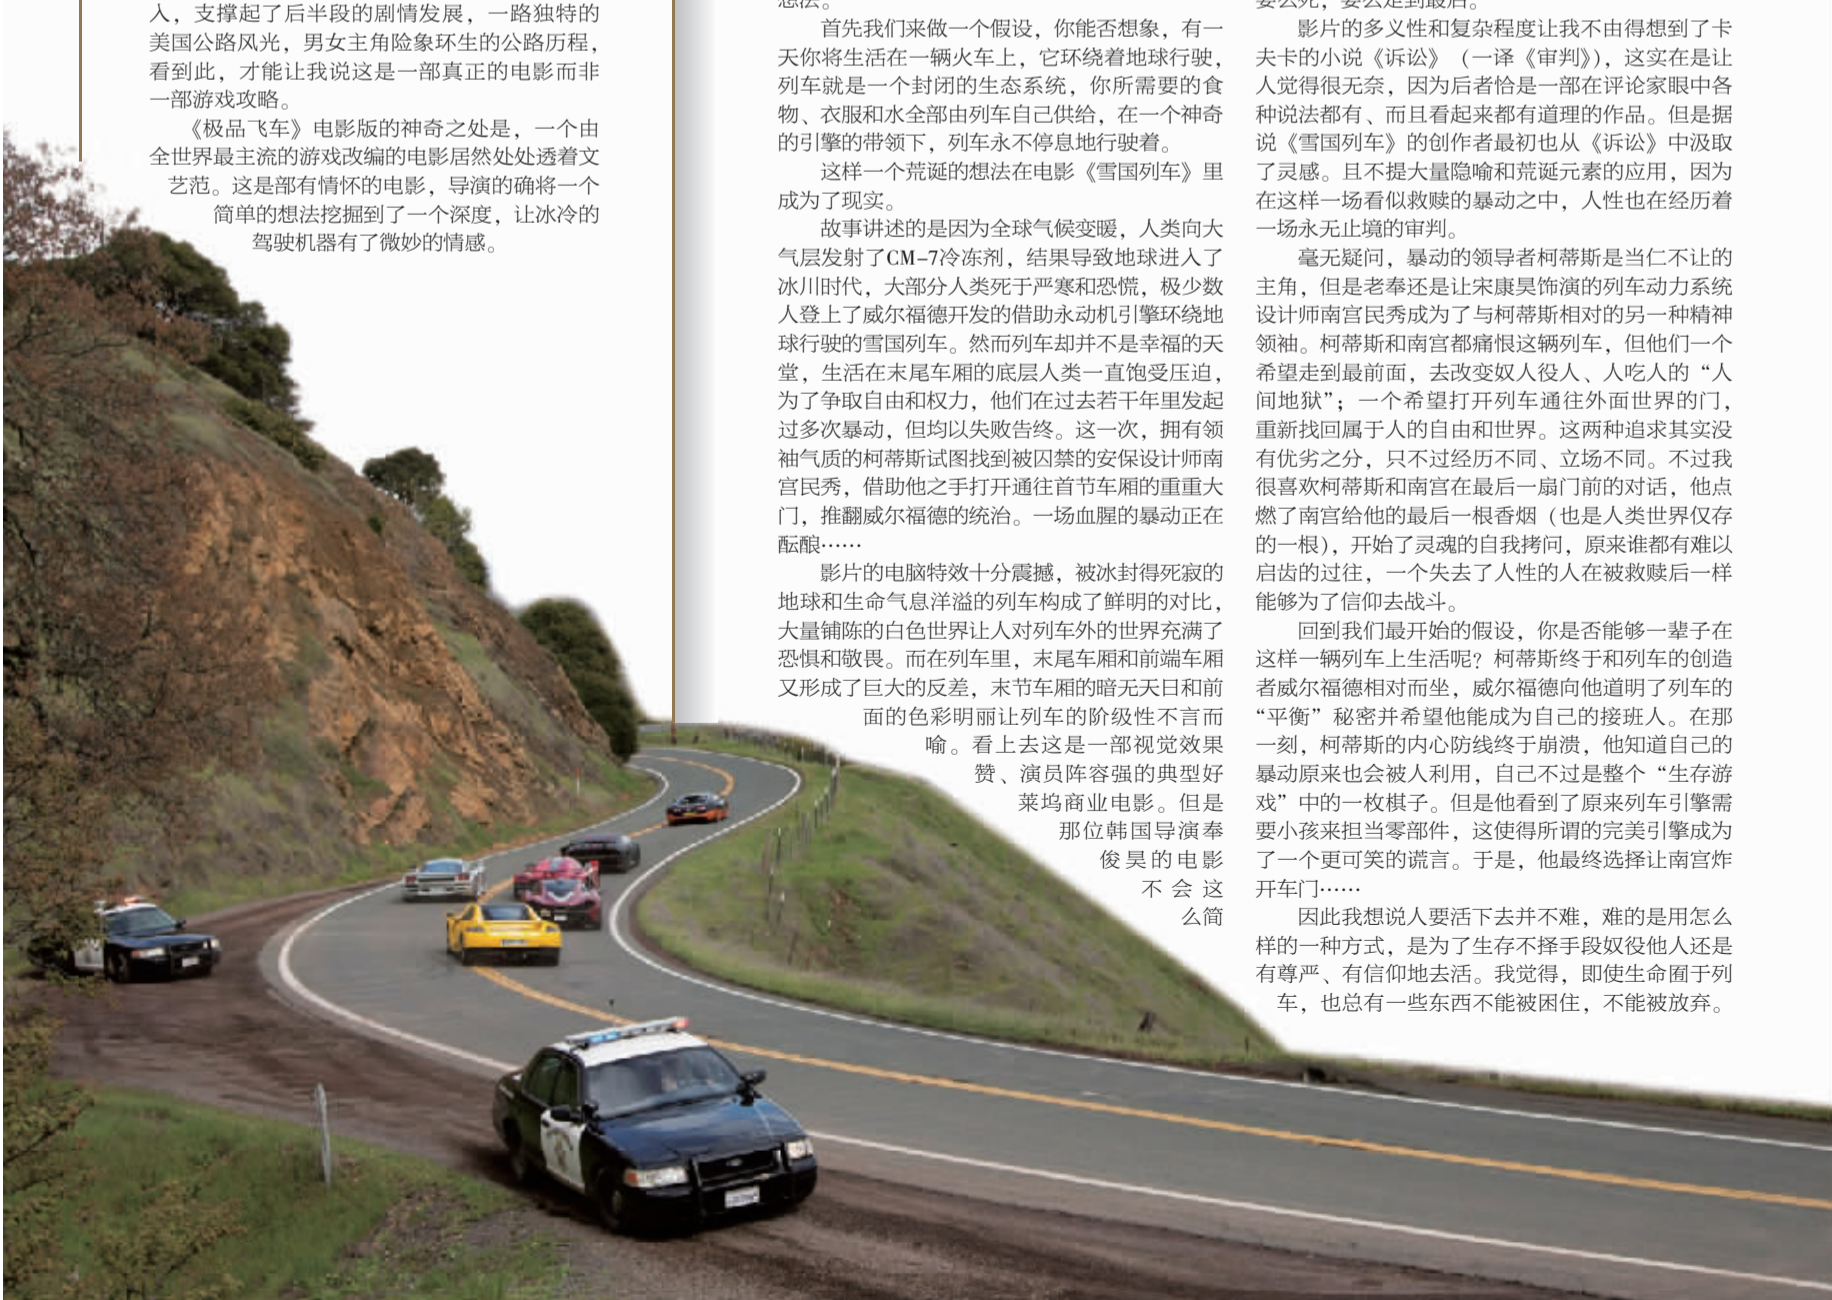 入，支撑起了后半段的剧情发展，一路独特的
美国公路风光，男女主角险象环生的公路历程，
看到此，才能让我说这是一部真正的电影而非
一部游戏攻略。
《极品飞车》电影版的神奇之处是，一个由
全世界最主流的游戏改编的电影居然处处透着文
艺范。这是部有情怀的电影，导演的确将一个
简单的想法挖掘到了一个深度，让冰冷的
驾驶机器有了微妙的情感。
想法。
首先我们来做一个假设，你能否想象，有一
天你将生活在一辆火车上，它环绕着地球行驶，
列车就是一个封闭的生态系统，你所需要的食
物、衣服和水全部由列车自己供给，在一个神奇
的引擎的带领下，列车永不停息地行驶着。
这样一个荒诞的想法在电影《雪国列车》里
成为了现实。
故事讲述的是因为全球气候变暖，人类向大
气层发射了CM-7冷冻剂，结果导致地球进入了
冰川时代，大部分人类死于严寒和恐慌，极少数
人登上了威尔福德开发的借助永动机引擎环绕地
球行驶的雪国列车。然而列车却并不是幸福的天
堂，生活在末尾车厢的底层人类一直饱受压迫，
为了争取自由和权力，他们在过去若干年里发起
过多次暴动，但均以失败告终。这一次，拥有领
袖气质的柯蒂斯试图找到被囚禁的安保设计师南
宫民秀，借助他之手打开通往首节车厢的重重大
门，推翻威尔福德的统治。一场血腥的暴动正在
酝酿……
影片的电脑特效十分震撼，被冰封得死寂的
地球和生命气息洋溢的列车构成了鲜明的对比，
大量铺陈的白色世界让人对列车外的世界充满了
恐惧和敬畏。而在列车里，末尾车厢和前端车厢
又形成了巨大的反差，末节车厢的暗无天日和前
面的色彩明丽让列车的阶级性不言而
喻。看上去这是一部视觉效果
赞、演员阵容强的典型好
莱坞商业电影。但是
那位韩国导演奉
俊昊的电影
不会这
么简
要么死，要么走到最后。
影片的多义性和复杂程度让我不由得想到了卡
夫卡的小说《诉讼》（一译《审判》），这实在是让
人觉得很无奈，因为后者恰是一部在评论家眼中各
种说法都有、而且看起来都有道理的作品。但是据
说《雪国列车》的创作者最初也从《诉讼》中汲取
了灵感。且不提大量隐喻和荒诞元素的应用，因为
在这样一场看似救赎的暴动之中，人性也在经历着
一场永无止境的审判。
毫无疑问，暴动的领导者柯蒂斯是当仁不让的
主角，但是老奉还是让宋康昊饰演的列车动力系统
设计师南宫民秀成为了与柯蒂斯相对的另一种精神
领袖。柯蒂斯和南宫都痛恨这辆列车，但他们一个
希望走到最前面，去改变奴人役人、人吃人的“人
间地狱”；一个希望打开列车通往外面世界的门，
重新找回属于人的自由和世界。这两种追求其实没
有优劣之分，只不过经历不同、立场不同。不过我
很喜欢柯蒂斯和南宫在最后一扇门前的对话，他点
燃了南宫给他的最后一根香烟（也是人类世界仅存
的一根），开始了灵魂的自我拷问，原来谁都有难以
启齿的过往，一个失去了人性的人在被救赎后一样
能够为了信仰去战斗。
回到我们最开始的假设，你是否能够一辈子在
这样一辆列车上生活呢？柯蒂斯终于和列车的创造
者威尔福德相对而坐，威尔福德向他道明了列车的
“平衡”秘密并希望他能成为自己的接班人。在那
一刻，柯蒂斯的内心防线终于崩溃，他知道自己的
暴动原来也会被人利用，自己不过是整个“生存游
戏”中的一枚棋子。但是他看到了原来列车引擎需
要小孩来担当零部件，这使得所谓的完美引擎成为
了一个更可笑的谎言。于是，他最终选择让南宫炸
开车门……
因此我想说人要活下去并不难，难的是用怎么
样的一种方式，是为了生存不择手段奴役他人还是
有尊严、有信仰地去活。我觉得，即使生命囿于列
车，也总有一些东西不能被困住，不能被放弃。